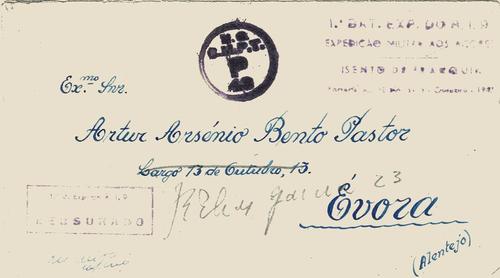 S.M.P.T.
P
1.º BAT. EXP. DO R. I.
EXPEDIÇÃO MILITAR AOS AÇORES
ISENTO DE FRANQUIA
Ex.mo Snr.
Artur Arsénio Bento Pastor
Largo 13 de Outubro, 13.
23
Évora
(Alentejo)
CENSURADO